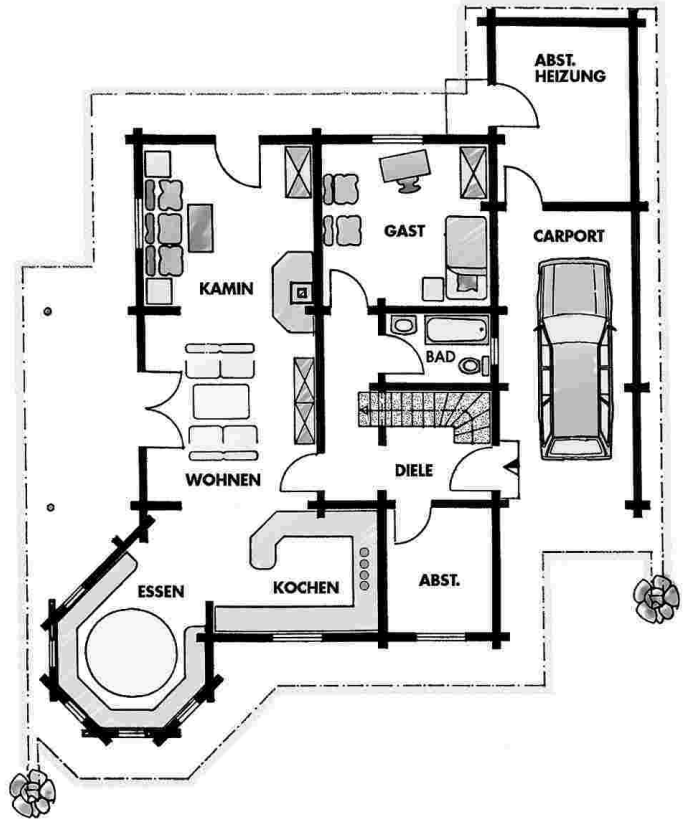 ABST.
HEIZUNG
GAST
CARPORT
KAMIN
BAD
WOHNEN
DIELE
ESSEN
KOCHEN
ABST.